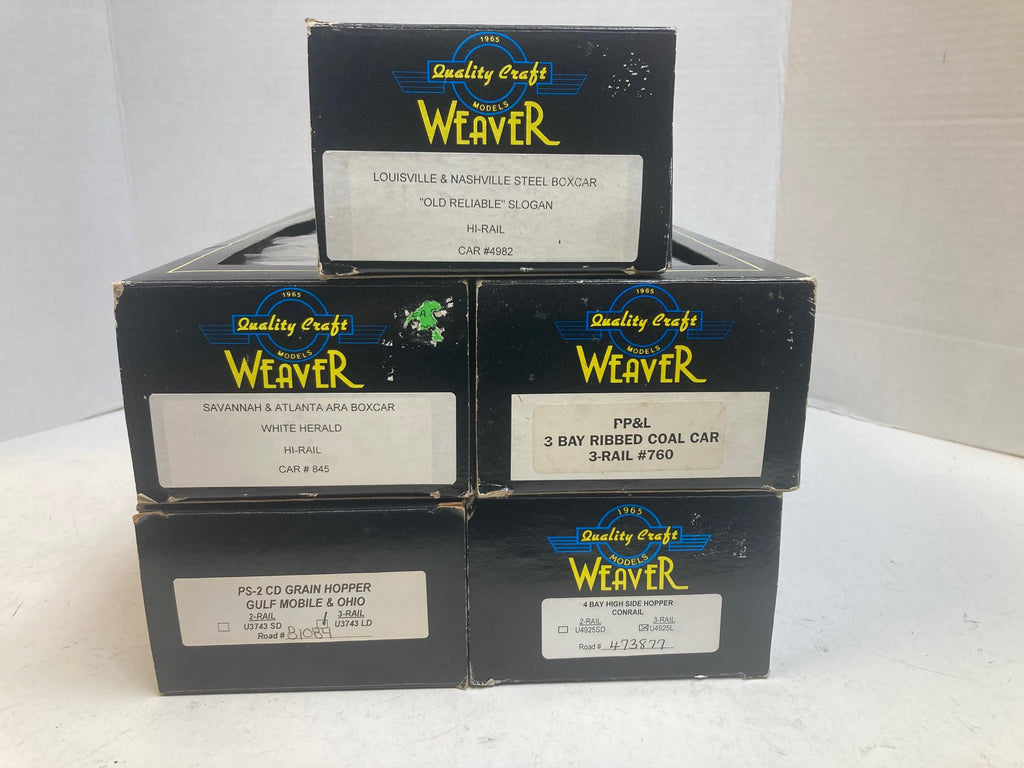 1965
Quality Craft
MODELS
WEAVER
LOUISVILLE & NASHVILLE STEEL BOXCAR
"OLD RELIABLE" SLOGAN
HI-RAIL
CAR #4982
1965
Quality Craft
MODELS
WEAVER
A
SAVANNAH & ATLANTA ARA BOXCAR
WHITE HERALD
HI-RAIL
CAR # 845
1965
Quality Craft
MODELS
WEAVER
PP&L
3 BAY RIBBED COAL CAR
3-RAIL #760
PS-2 CD GRAIN HOPPER
GULF MOBILE & OHIO
2-RAIL 3-RAIL
U3743 SD U3743 LD
Road # 81089
1965
Quality Craft
MODELS
WEAVER
4 BAY HIGH SIDE HOPPER
CONRAIL
2-RAIL 3-RAIL
U4925SD U4925L
Road # 473877